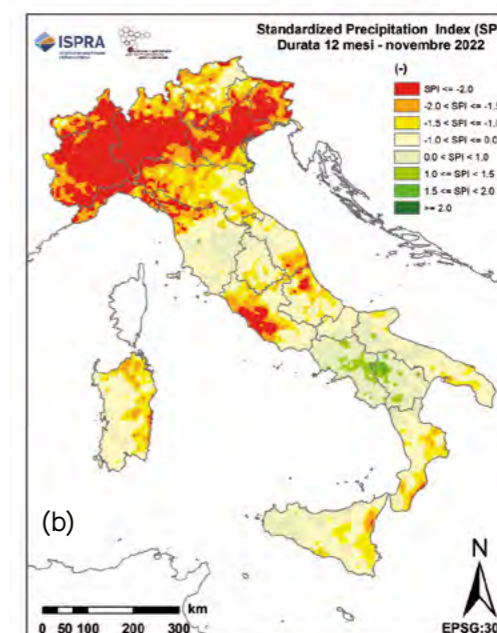 ISPRA
Standardized Precipitation Index (SP
Durata 12 mesi - novembre 2022
(-)
SPI <= -2.0
-2.0 < SPI <= -1.5
-1.5 < SPI <= -1.0
-1.0 < SPI <= 0.0
0.0 < SPI < 1.0
1.0 <= SPI < 1.5
1.5 <= SPI < 2.0
>= 2.0
(b)
N
km
0 50 100 200 300
EPSG:30